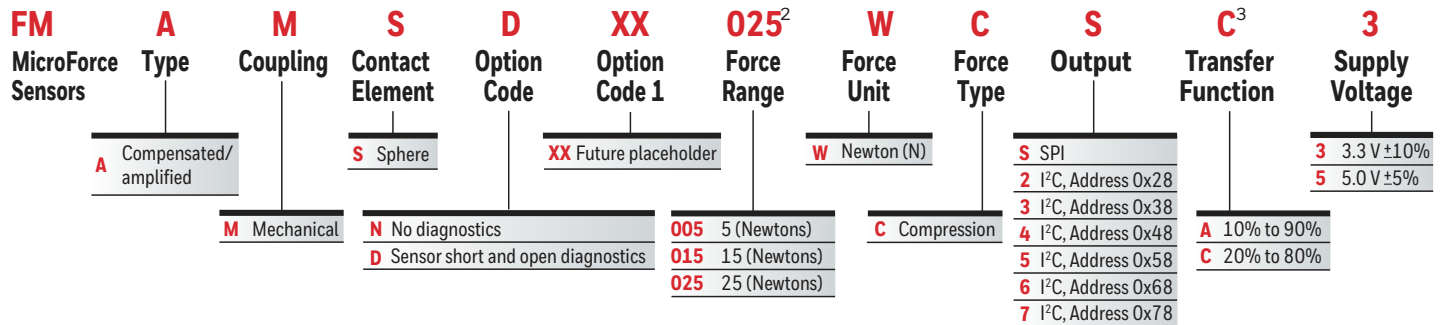 FM A M S D XX 025² W C S C³ 3
MicroForce Sensors
Type
Coupling
Contact Element
Option Code
Option Code 1
Force Range
Force Unit
Force Type
Output
Transfer Function
Supply Voltage
A Compensated/ amplified
M Mechanical
S Sphere
N No diagnostics
D Sensor short and open diagnostics
XX Future placeholder
005 5 (Newtons)
015 15 (Newtons)
025 25 (Newtons)
W Newton (N)
C Compression
S SPI
2 I²C, Address 0x28
3 I²C, Address 0x38
4 I²C, Address 0x48
5 I²C, Address 0x58
6 I²C, Address 0x68
7 I²C, Address 0x78
A 10% to 90%
C 20% to 80%
3 3.3 V ±10%
5 5.0 V ±5%